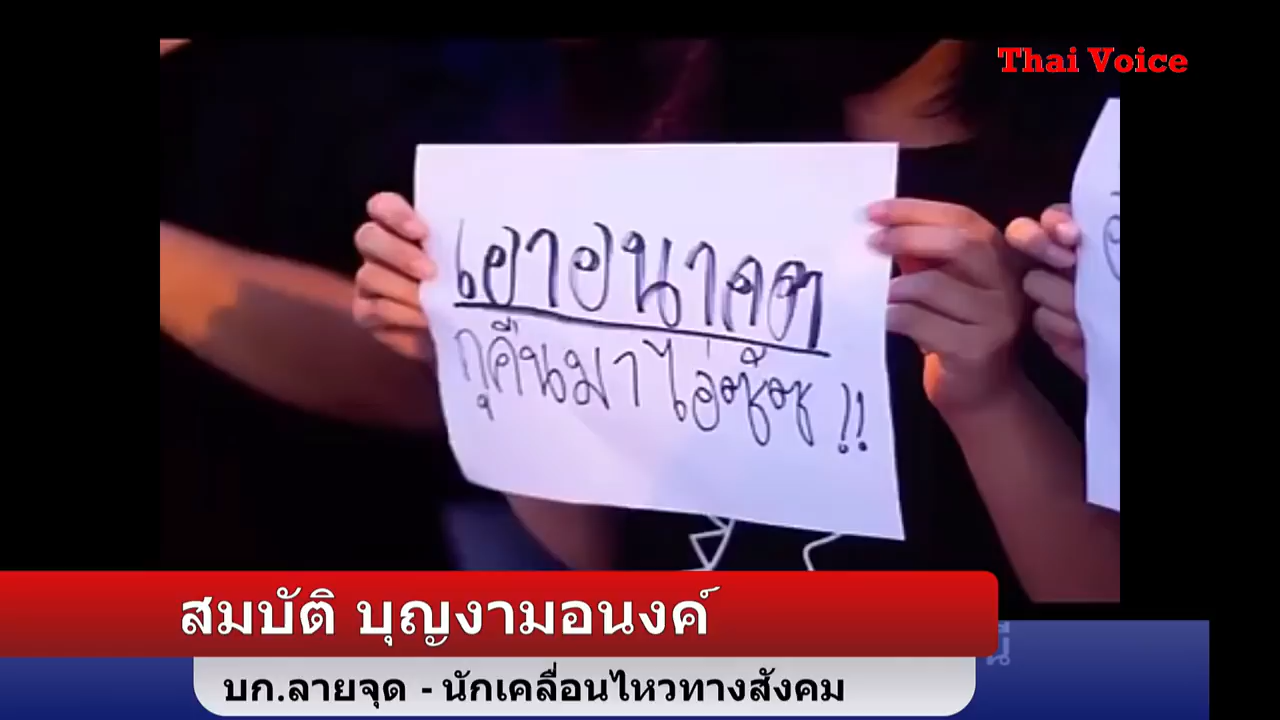 Thai Voice
เอาอนาคต
กูคืนมาไอ่ซั้ซ !!
สมบัติ บุญงามอนงค์
บก.ลายจุด - นักเคลื่อนไหวทางสังคม